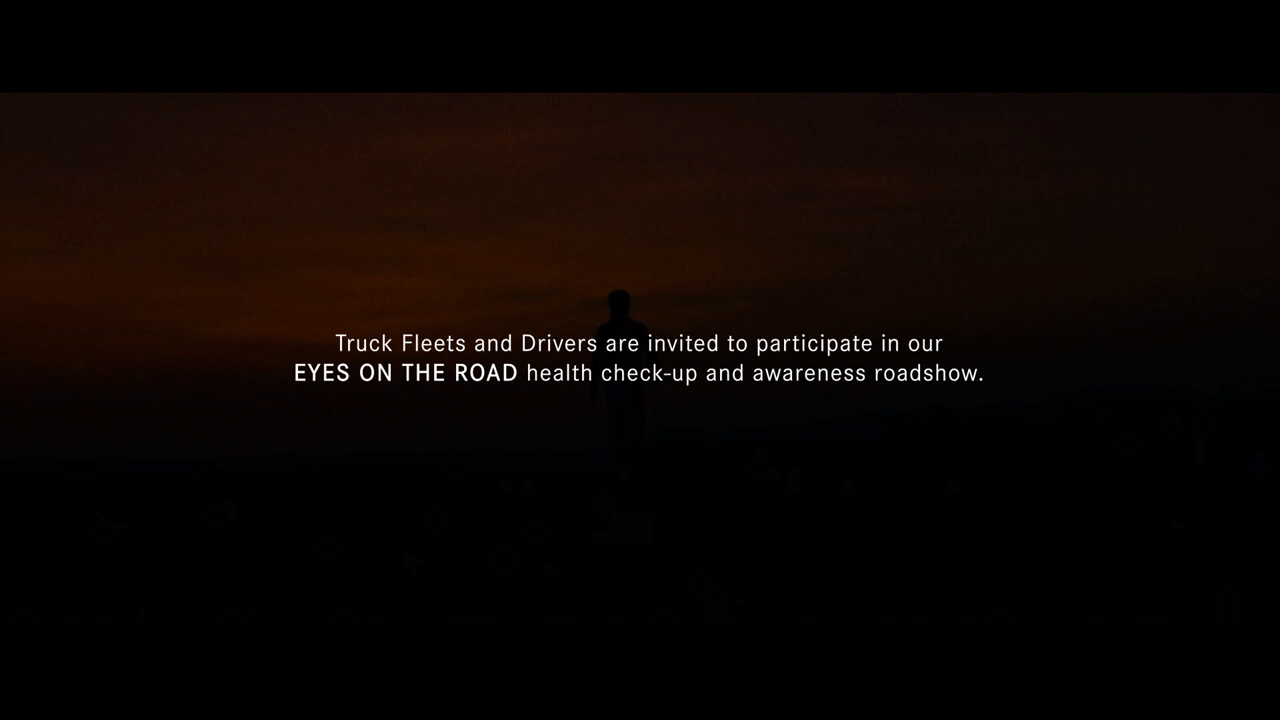 Truck Fleets and Drivers are invited to participate in our
EYES ON THE ROAD health check-up and awareness roadshow.